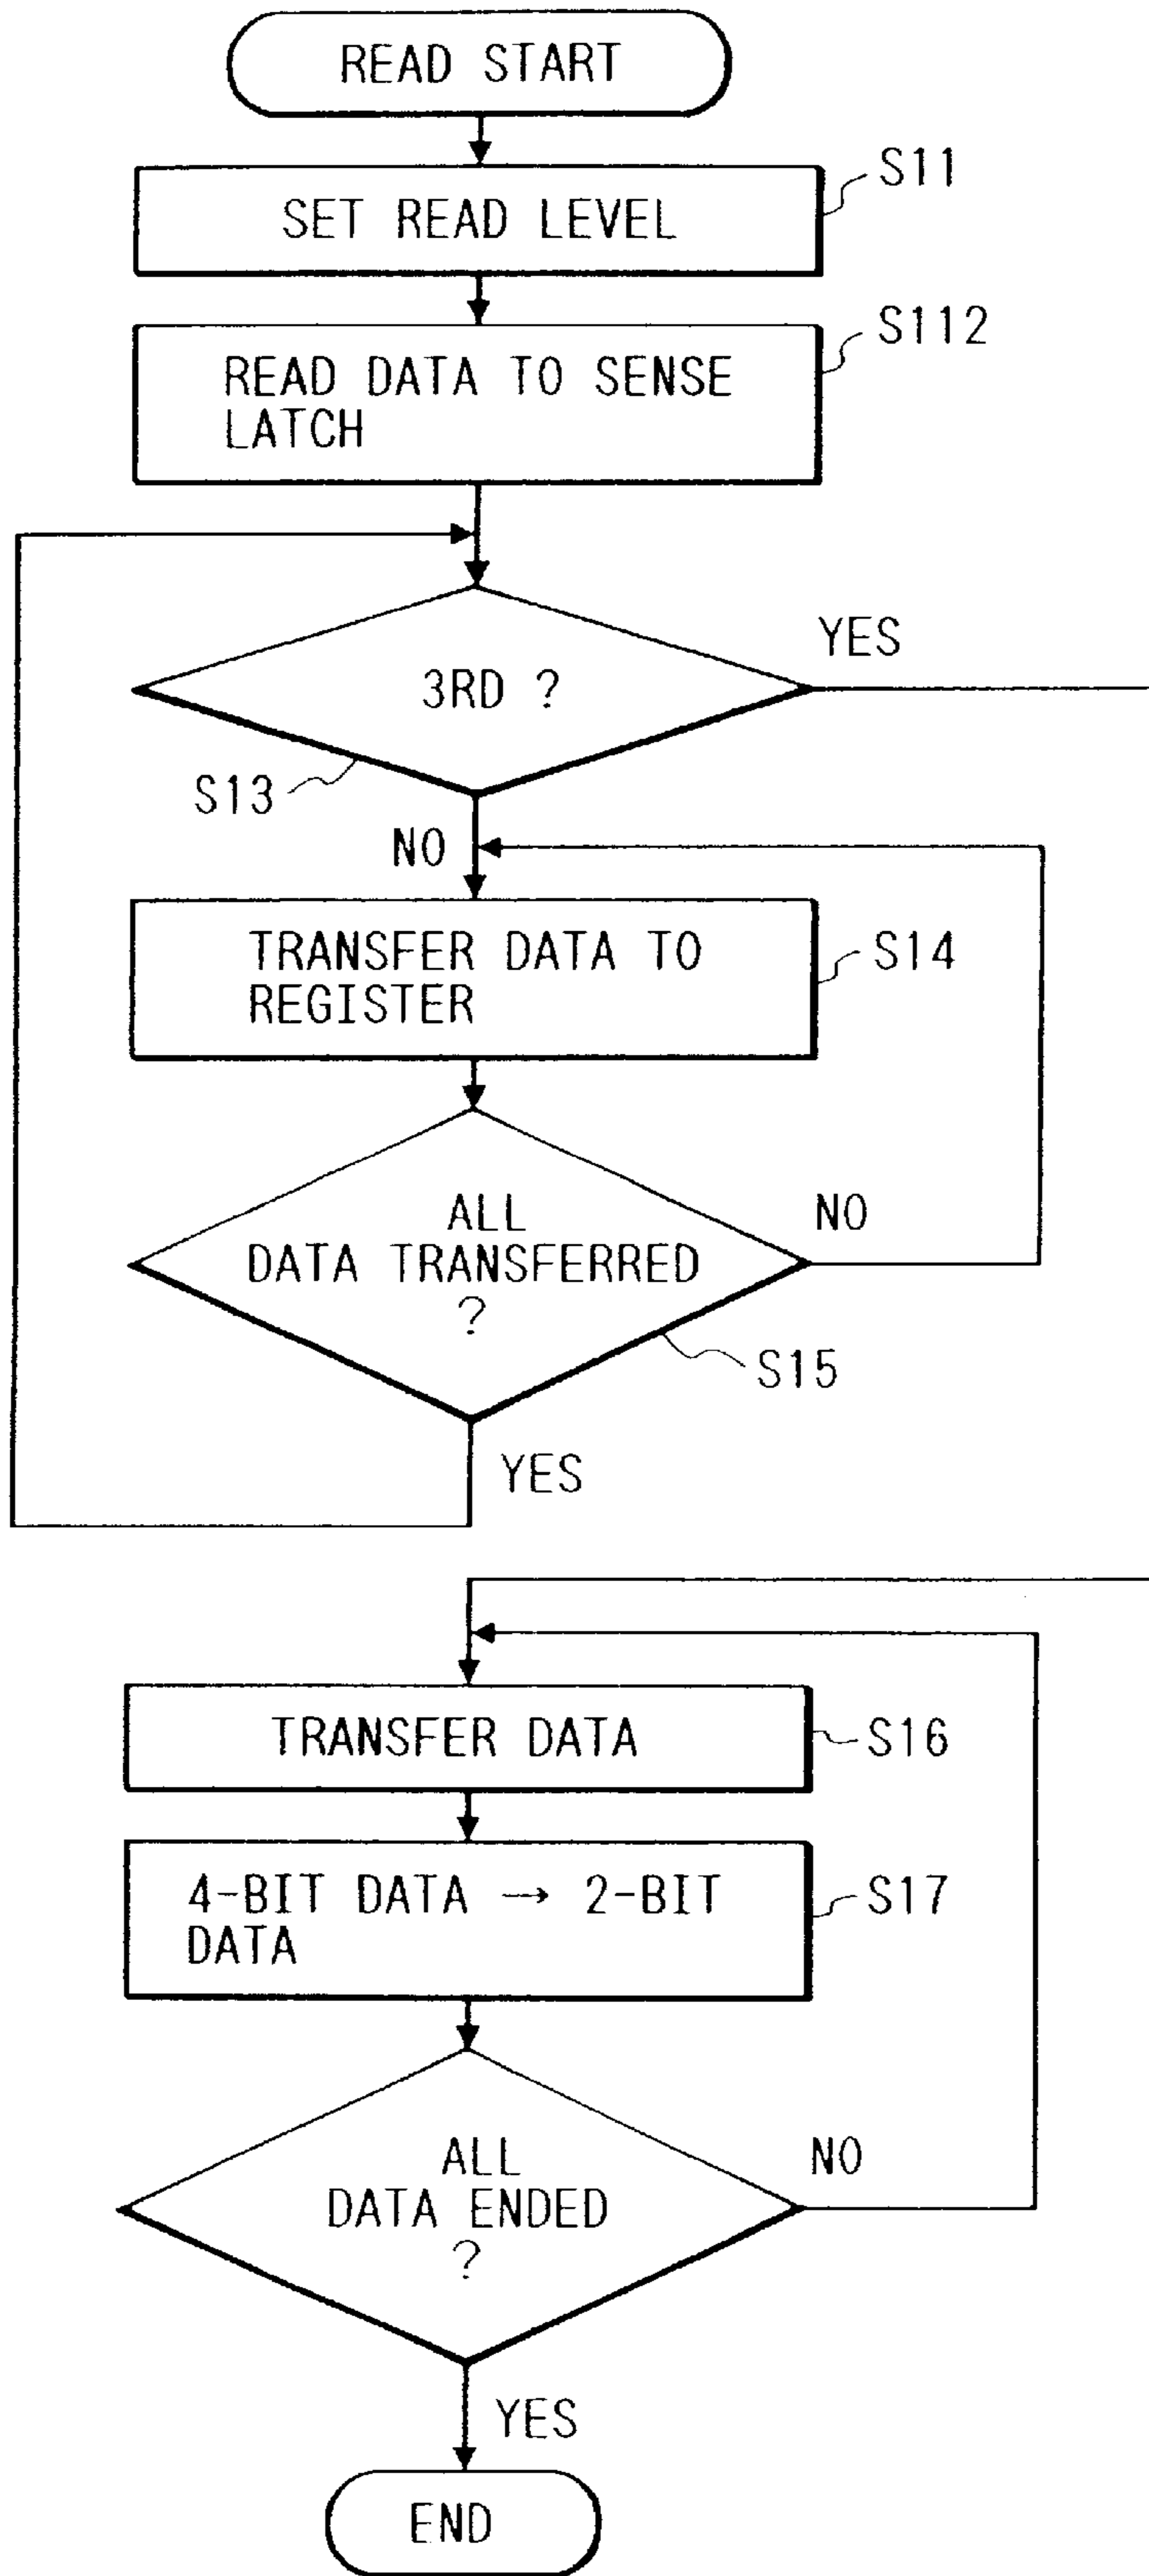 READ START
S11
SET READ LEVEL
S112
READ DATA TO SENSE
LATCH
YES
3RD ?
S13
NO
TRANSFER DATA TO
REGISTER
S14
ALL
DATA TRANSFERRED
?
NO
S15
YES
TRANSFER DATA
S16
4-BIT DATA → 2-BIT
DATA
S17
ALL
DATA ENDED
?
NO
YES
END